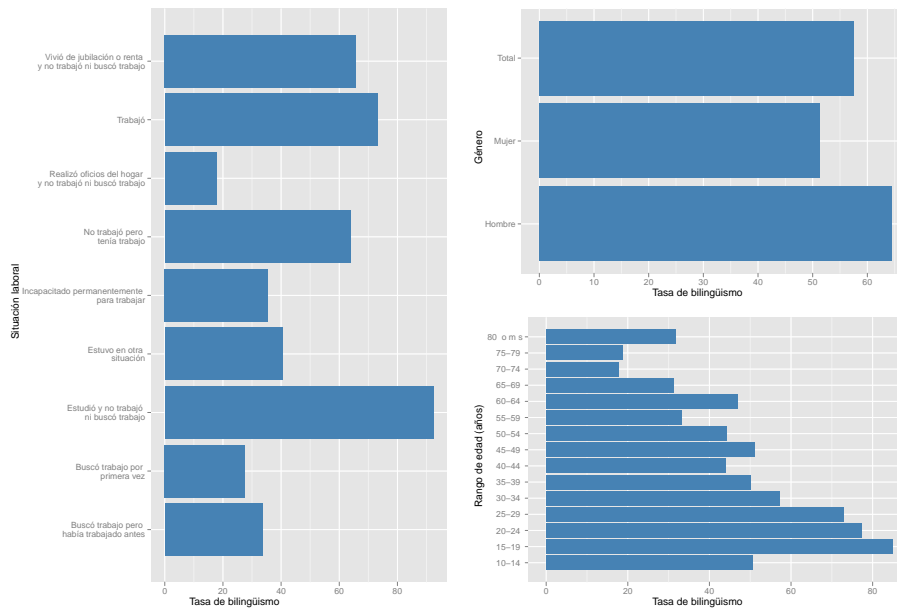 Situación laboral
Vivió de jubilación o renta
y no trabajó ni buscó trabajo
Trabajó
Realizó oficios del hogar
y no trabajó ni buscó trabajo
No trabajó pero
tenía trabajo
Incapacitado permanentemente
para trabajar
Estuvo en otra
situación
Estudió y no trabajó
ni buscó trabajo
Buscó trabajo por
primera vez
Buscó trabajo pero
había trabajado antes
0 20 40 60 80
Tasa de bilingüismo
Género
Total
Mujer
Hombre
0 10 20 30 40 50 60
Tasa de bilingüismo
Rango de edad (años)
80 o m s
75–79
70–74
65–69
60–64
55–59
50–54
45–49
40–44
35–39
30–34
25–29
20–24
15–19
10–14
0 20 40 60 80
Tasa de bilingüismo